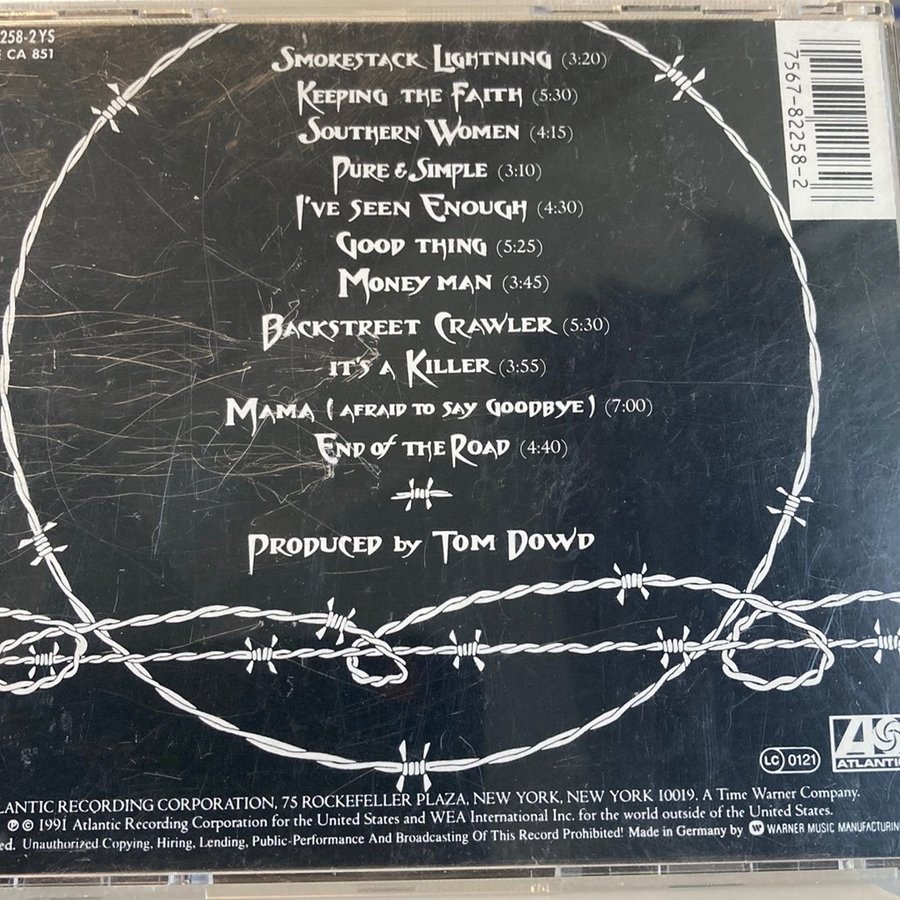 258-2YS
CA 851
Smokestack Lightning (3:20)
Keeping the Faith (5:30)
Southern Women (4:15)
Pure & Simple (3:10)
I've seen Enough (4:30)
Good thing (5:25)
Money man (3:45)
Backstreet Crawler (5:30)
it's a Killer (3:55)
Mama (afraid to say goodbye) (7:00)
End of the Road (4:40)
Produced by Tom Dowd
7567-82258-2
LC 0121
ATLANTIC
LANTIC RECORDING CORPORATION, 75 ROCKEFELLER PLAZA, NEW YORK, NEW YORK 10019. A Time Warner Company.
℗ © 1991 Atlantic Recording Corporation for the United States and WEA International Inc. for the world outside of the United States.
ed. Unauthorized Copying, Hiring, Lending, Public-Performance And Broadcasting Of This Record Prohibited! Made in Germany by WARNER MUSIC MANUFACTURING